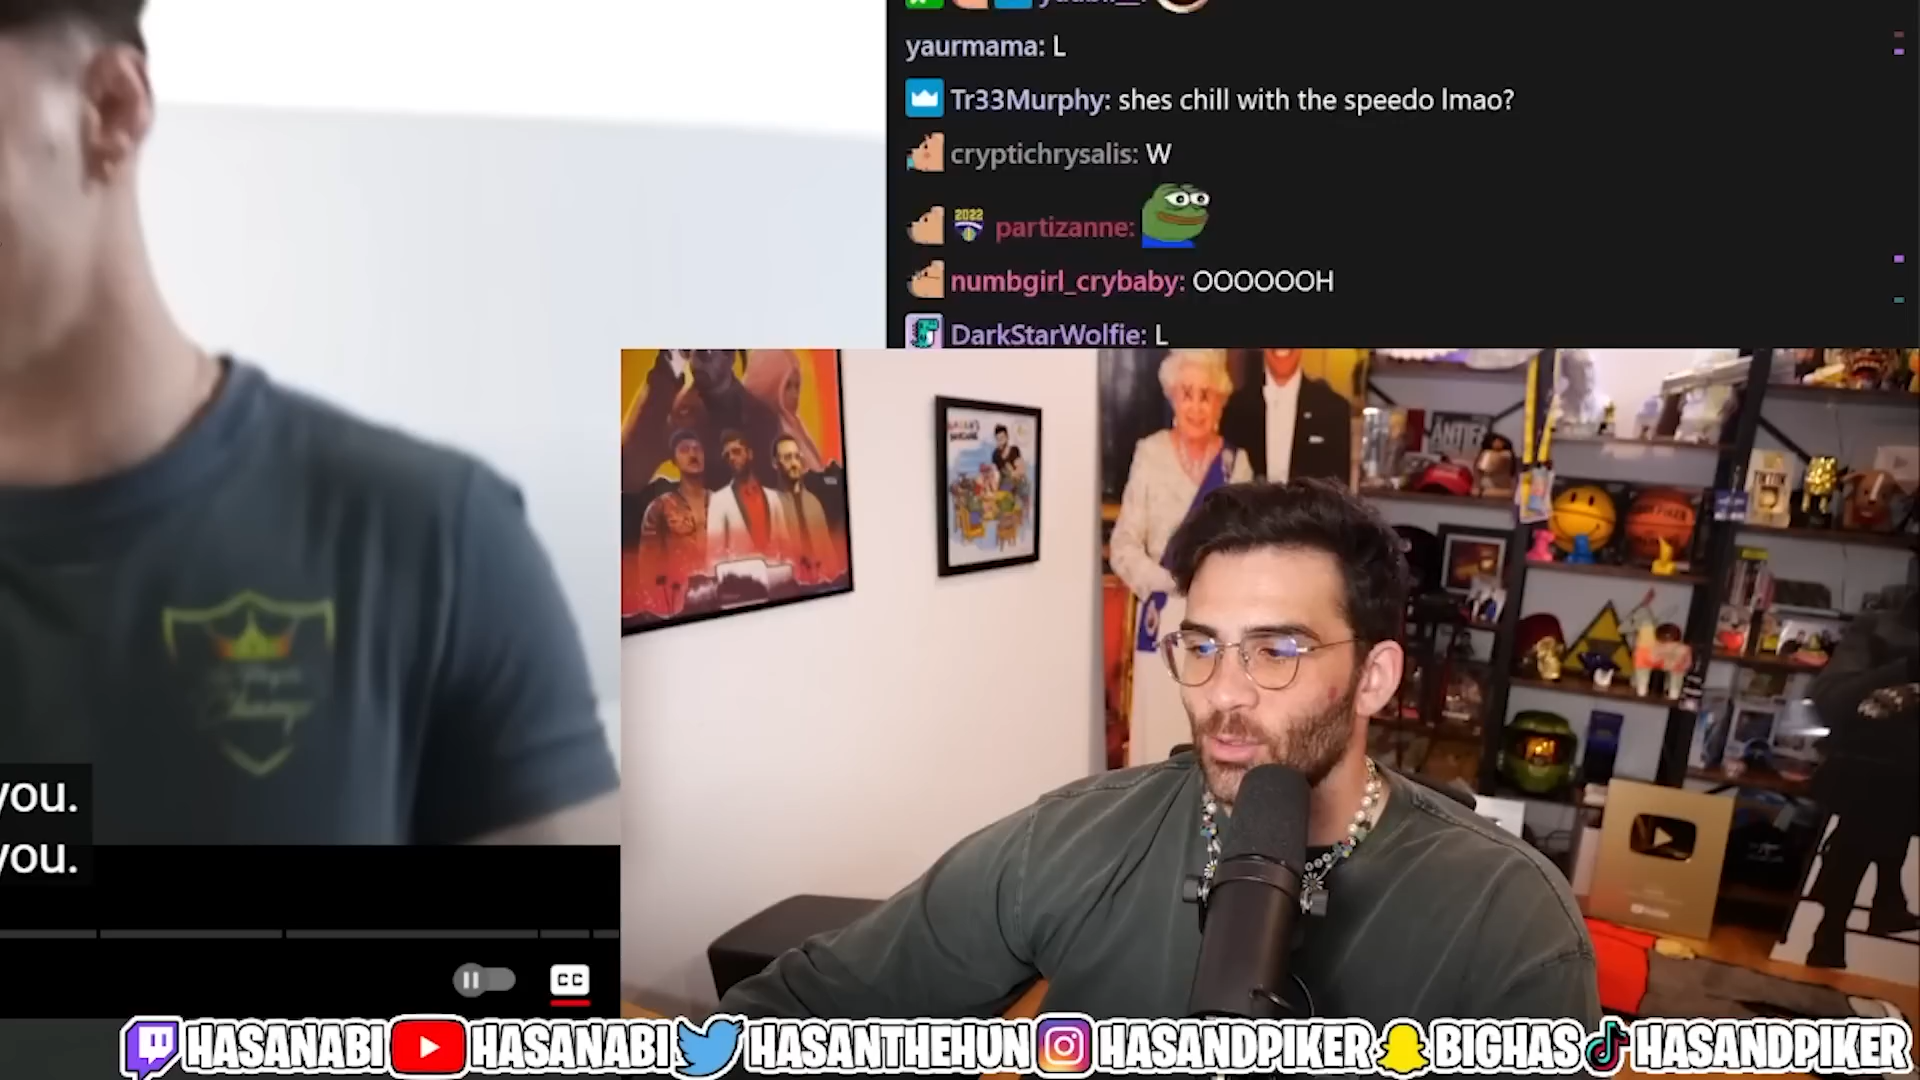 yaurmama: L
Tr33Murphy: shes chill with the speedo lmao?
cryptichrysalis: W
2022 partizanne:
numbgirl_crybaby: OOOOOOH
DarkStarWolfie: L
you.
you.
CC
HASANABI HASANABI HASANTHEHUN HASANDPIKER BIGHAS HASANDPIKER